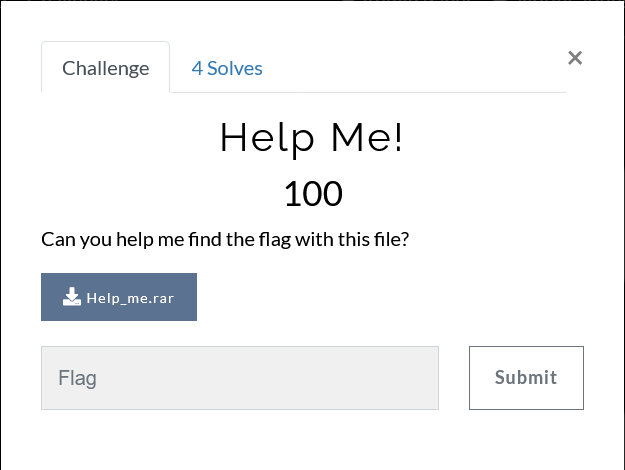 Challenge
4 Solves
×
Help Me!
100
Can you help me find the flag with this file?
Help_me.rar
Flag
Submit